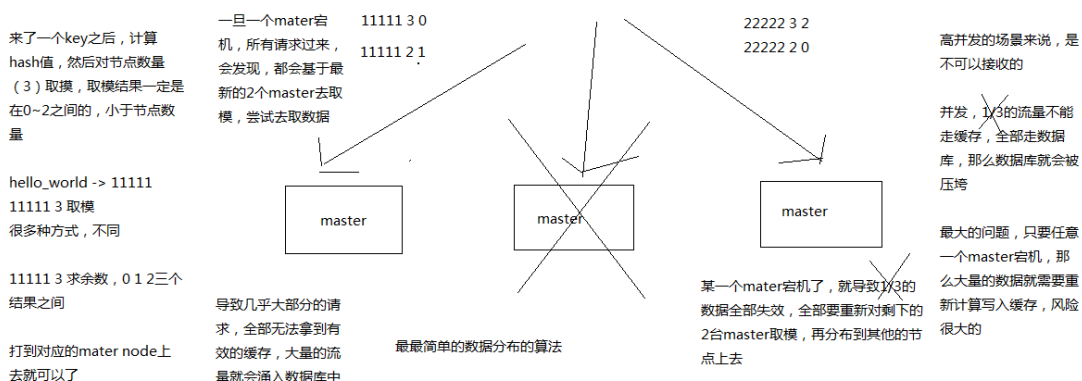 来了一个key之后，计算
hash值，然后对节点数量
（3）取摸，取模结果一定是
在0~2之间的，小于节点数
量
hello_world -> 11111
11111 3 取模
很多种方式，不同
11111 3 求余数，0 1 2三个
结果之间
打到对应的mater node上
去就可以了
一旦一个mater宕
机，所有请求过来，
会发现，都会基于最
新的2个master去取
模，尝试去取数据
11111 3 0
11111 2 1
22222 3 2
22222 2 0
master
master
master
导致几乎大部分的请
求，全部无法拿到有
效的缓存，大量的流
量就会涌入数据库中
最最简单的数据分布的算法
某一个mater宕机了，就导致1/3的
数据全部失效，全部要重新对剩下的
2台master取模，再分布到其他的节
点上去
高并发的场景来说，是
不可以接收的
并发，1/3的流量不能
走缓存，全部走数据
库，那么数据库就会被
压垮
最大的问题，只要任意
一个master宕机，那
么大量的数据就需要重
新计算写入缓存，风险
很大的